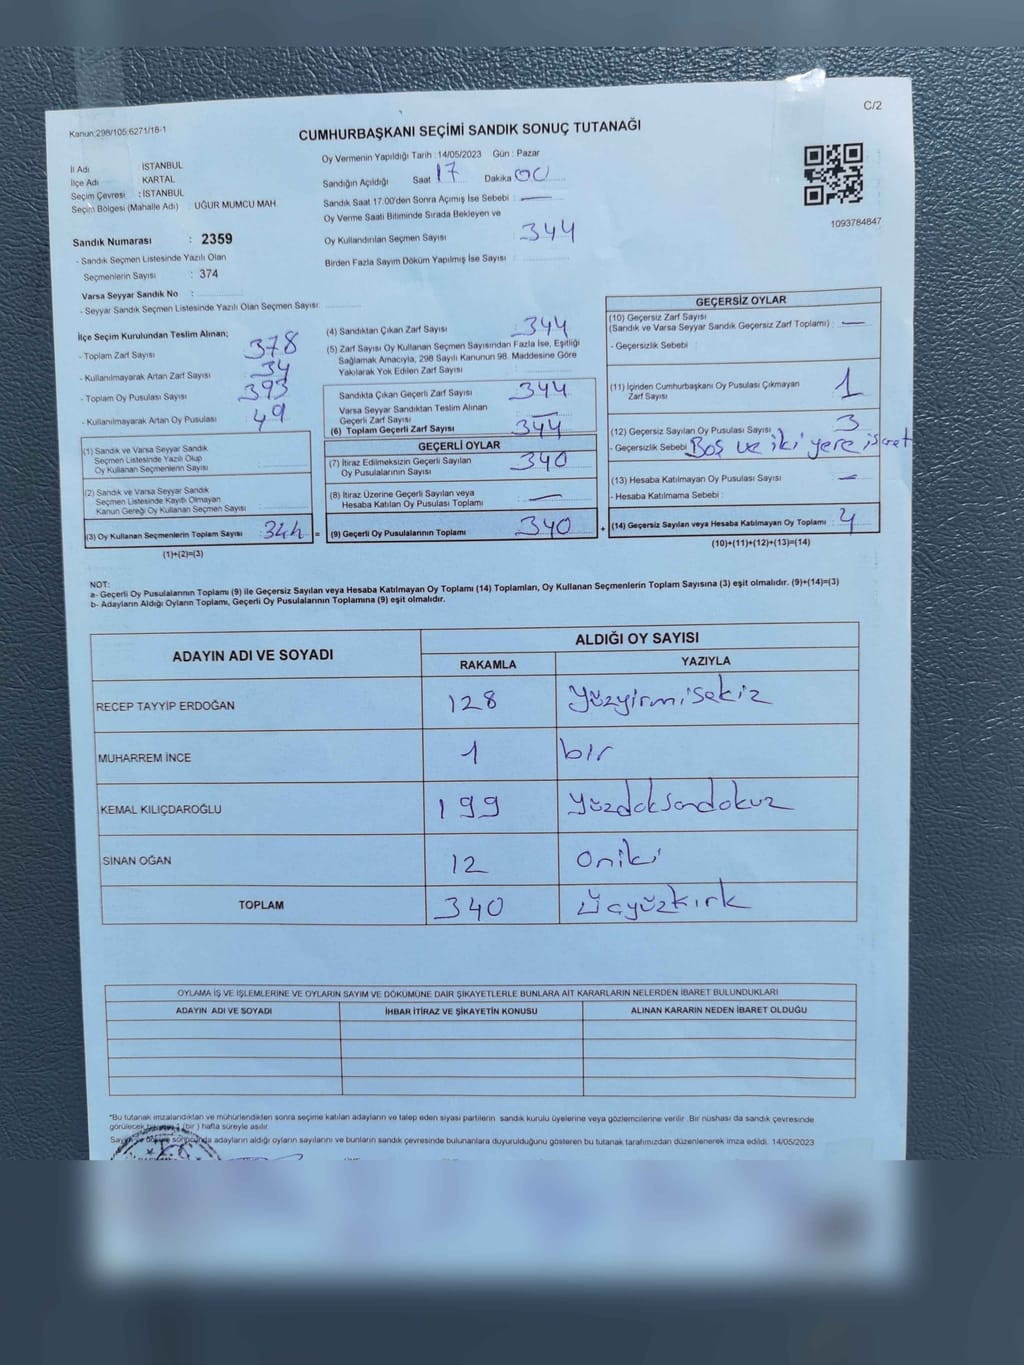 C/2
Kanun:298/105;6271/18-1
CUMHURBAŞKANI SEÇİMİ SANDIK SONUÇ TUTANAĞI
İl Adı İSTANBUL
İlçe Adı KARTAL
Seçim Çevresi : İSTANBUL
Seçim Bölgesi (Mahalle Adı) : UĞUR MUMCU MAH.
Sandık Numarası : 2359
- Sandık Seçmen Listesinde Yazılı Olan
Seçmenlerin Sayısı : 374
Varsa Seyyar Sandık No :
- Seyyar Sandık Seçmen Listesinde Yazılı Olan Seçmen Sayısı:
Oy Vermenin Yapıldığı Tarih : 14/05/2023 Gün : Pazar
Sandığın Açıldığı Saat 17 Dakika 00
Sandık Saat 17.00'den Sonra Açımış İse Sebebi : —
Oy Verme Saati Bitiminde Sırada Bekleyen ve
Oy Kullandırılan Seçmen Sayısı : 344
Birden Fazla Sayım Döküm Yapılmış İse Sayısı :
1093784847
İlçe Seçim Kurulundan Teslim Alınan;
- Toplam Zarf Sayısı 378
- Kullanılmayarak Artan Zarf Sayısı 34
- Toplam Oy Pusulası Sayısı 393
- Kullanılmayarak Artan Oy Pusulası 49
(1) Sandık ve Varsa Seyyar Sandık
Seçmen Listesinde Yazılı Olup
Oy Kullanan Seçmenlerin Sayısı :
(2) Sandık ve Varsa Seyyar Sandık
Seçmen Listesinde Kayıtlı Olmayan
Kanun Gereği Oy Kullanan Seçmen Sayısı :
(3) Oy Kullanan Seçmenlerin Toplam Sayısı : 344 =
(1)+(2)=(3)
(4) Sandıktan Çıkan Zarf Sayısı : 344
(5) Zarf Sayısı Oy Kullanan Seçmen Sayısından Fazla İse, Eşitliği
Sağlamak Amacıyla, 298 Sayılı Kanunun 98. Maddesine Göre
Yakılarak Yok Edilen Zarf Sayısı :
Sandıkta Çıkan Geçerli Zarf Sayısı : 344
Varsa Seyyar Sandıktan Teslim Alınan
Geçerli Zarf Sayısı : —
(6) Toplam Geçerli Zarf Sayısı : 344
GEÇERLİ OYLAR
(7) İtiraz Edilmeksizin Geçerli Sayılan
Oy Pusulalarının Sayısı : 340
(8) İtiraz Üzerine Geçerli Sayılan veya
Hesaba Katılan Oy Pusulası Toplamı : —
(9) Geçerli Oy Pusulalarının Toplamı : 340 +
GEÇERSİZ OYLAR
(10) Geçersiz Zarf Sayısı
(Sandık ve Varsa Seyyar Sandık Geçersiz Zarf Toplamı) : —
- Geçersizlik Sebebi :
(11) İçinden Cumhurbaşkanı Oy Pusulası Çıkmayan
Zarf Sayısı : 1
(12) Geçersiz Sayılan Oy Pusulası Sayısı : 3
- Geçersizlik Sebebi : Boş ve iki yere işaret
(13) Hesaba Katılmayan Oy Pusulası Sayısı : —
- Hesaba Katılmama Sebebi :
(14) Geçersiz Sayılan veya Hesaba Katılmayan Oy Toplamı : 4
(10)+(11)+(12)+(13)=(14)
NOT:
a- Geçerli Oy Pusulalarının Toplamı (9) ile Geçersiz Sayılan veya Hesaba Katılmayan Oy Toplamı (14) Toplamları, Oy Kullanan Seçmenlerin Toplam Sayısına (3) eşit olmalıdır. (9)+(14)=(3)
b- Adayların Aldığı Oyların Toplamı, Geçerli Oy Pusulalarının Toplamına (9) eşit olmalıdır.
ADAYIN ADI VE SOYADI ALDIĞI OY SAYISI
RAKAMLA YAZIYLA
RECEP TAYYİP ERDOĞAN 128 yüzyirmisekiz
MUHARREM İNCE 1 bir
KEMAL KILIÇDAROĞLU 199 yüzdoksandokuz
SİNAN OĞAN 12 oniki
TOPLAM 340 üçyüzkırk
OYLAMA İŞ VE İŞLEMLERİNE VE OYLARIN SAYIM VE DÖKÜMÜNE DAİR ŞİKAYETLERLE BUNLARA AİT KARARLARIN NELERDEN İBARET BULUNDUKLARI
ADAYIN ADI VE SOYADI İHBAR İTİRAZ VE ŞİKAYETİN KONUSU ALINAN KARARIN NEDEN İBARET OLDUĞU
"Bu tutanak imzalandıktan ve mühürlendikten sonra seçime katılan adayların ve talep eden siyasi partilerin sandık kurulu üyelerine veya gözlemcilerine verilir. Bir nüshası da sandık çevresinde
görülecek 1 (bir ) hafta süreyle asılır.
sonucunda adayların aldığı oyların sayılarını ve bunların sandık çevresinde bulunanlara duyurulduğunu gösteren bu tutanak tarafımızdan düzenlenerek imza edildi. 14/05/2023